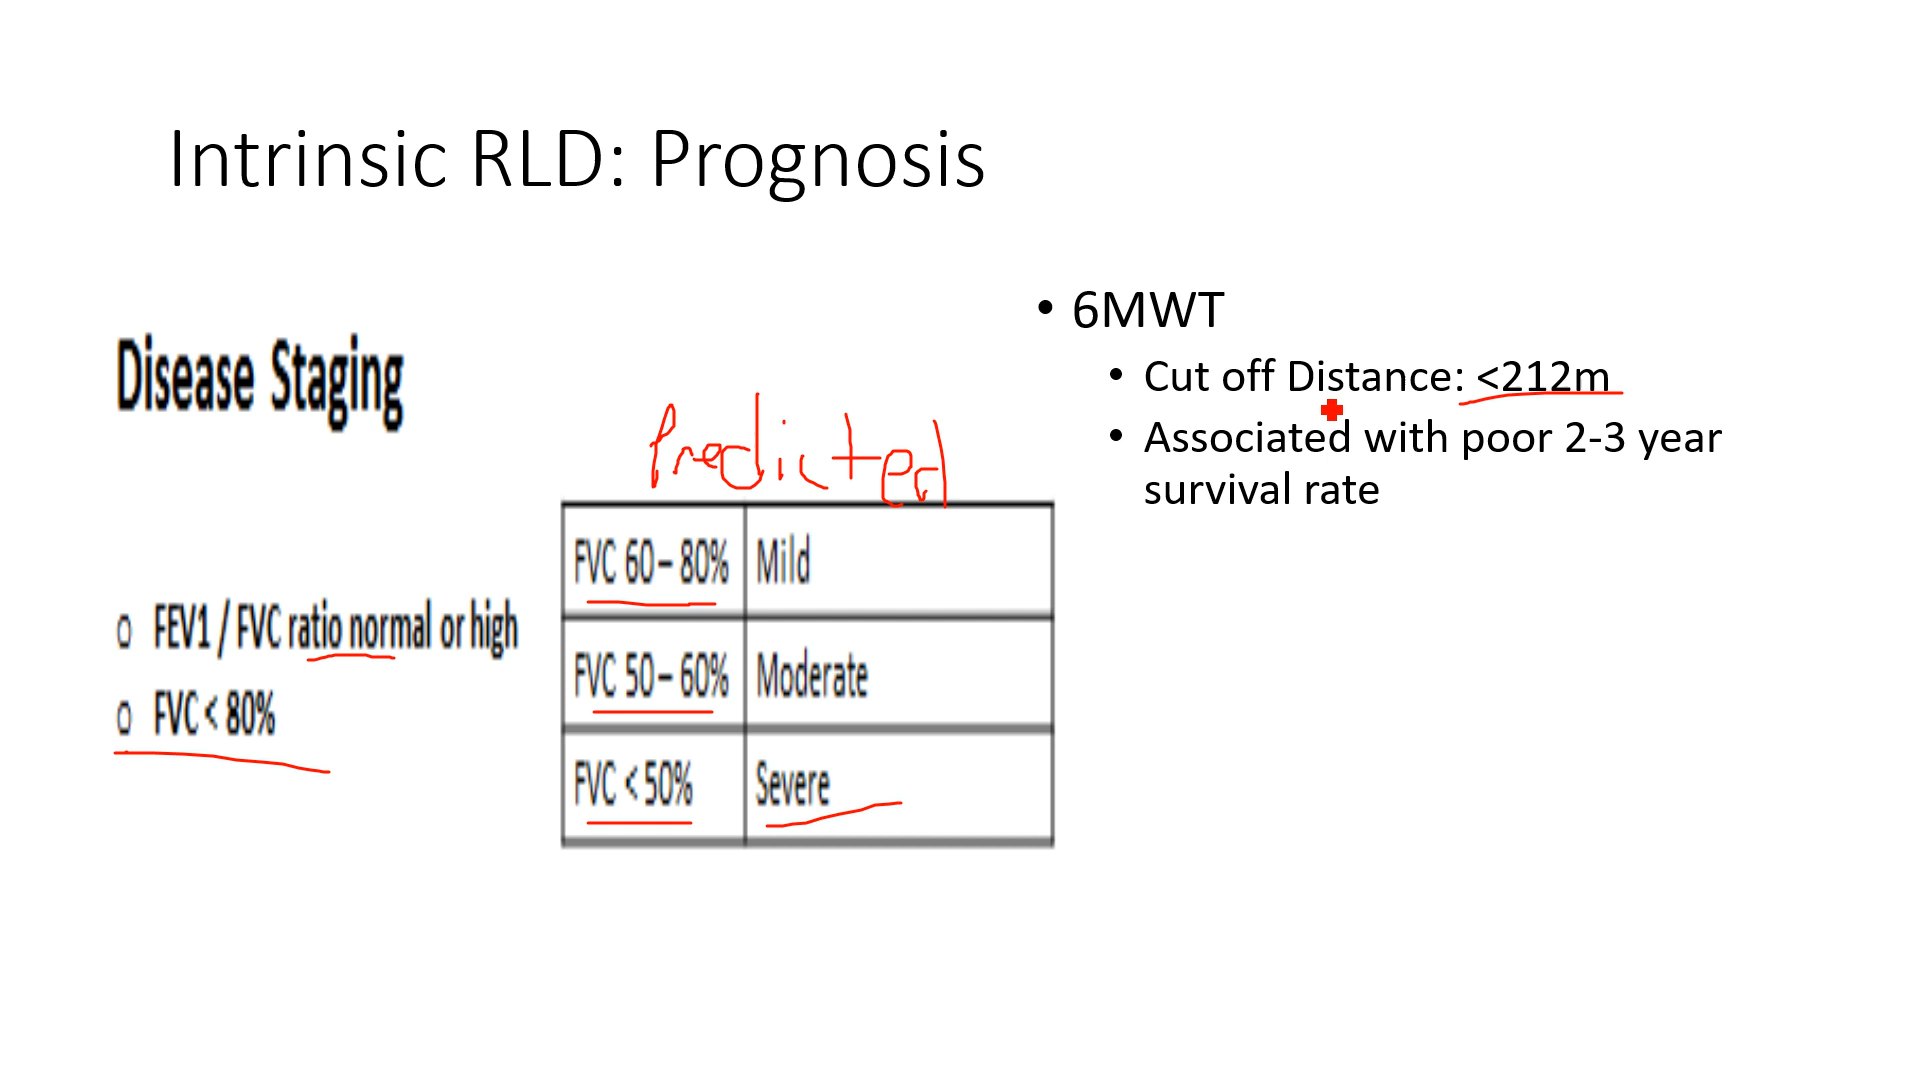 Intrinsic RLD: Prognosis
Disease Staging
o FEV1 / FVC ratio normal or high
o FVC < 80%
Predicted
FVC 60 – 80% Mild
FVC 50 – 60% Moderate
FVC < 50% Severe
• 6MWT
• Cut off Distance: <212m
• Associated with poor 2-3 year
survival rate